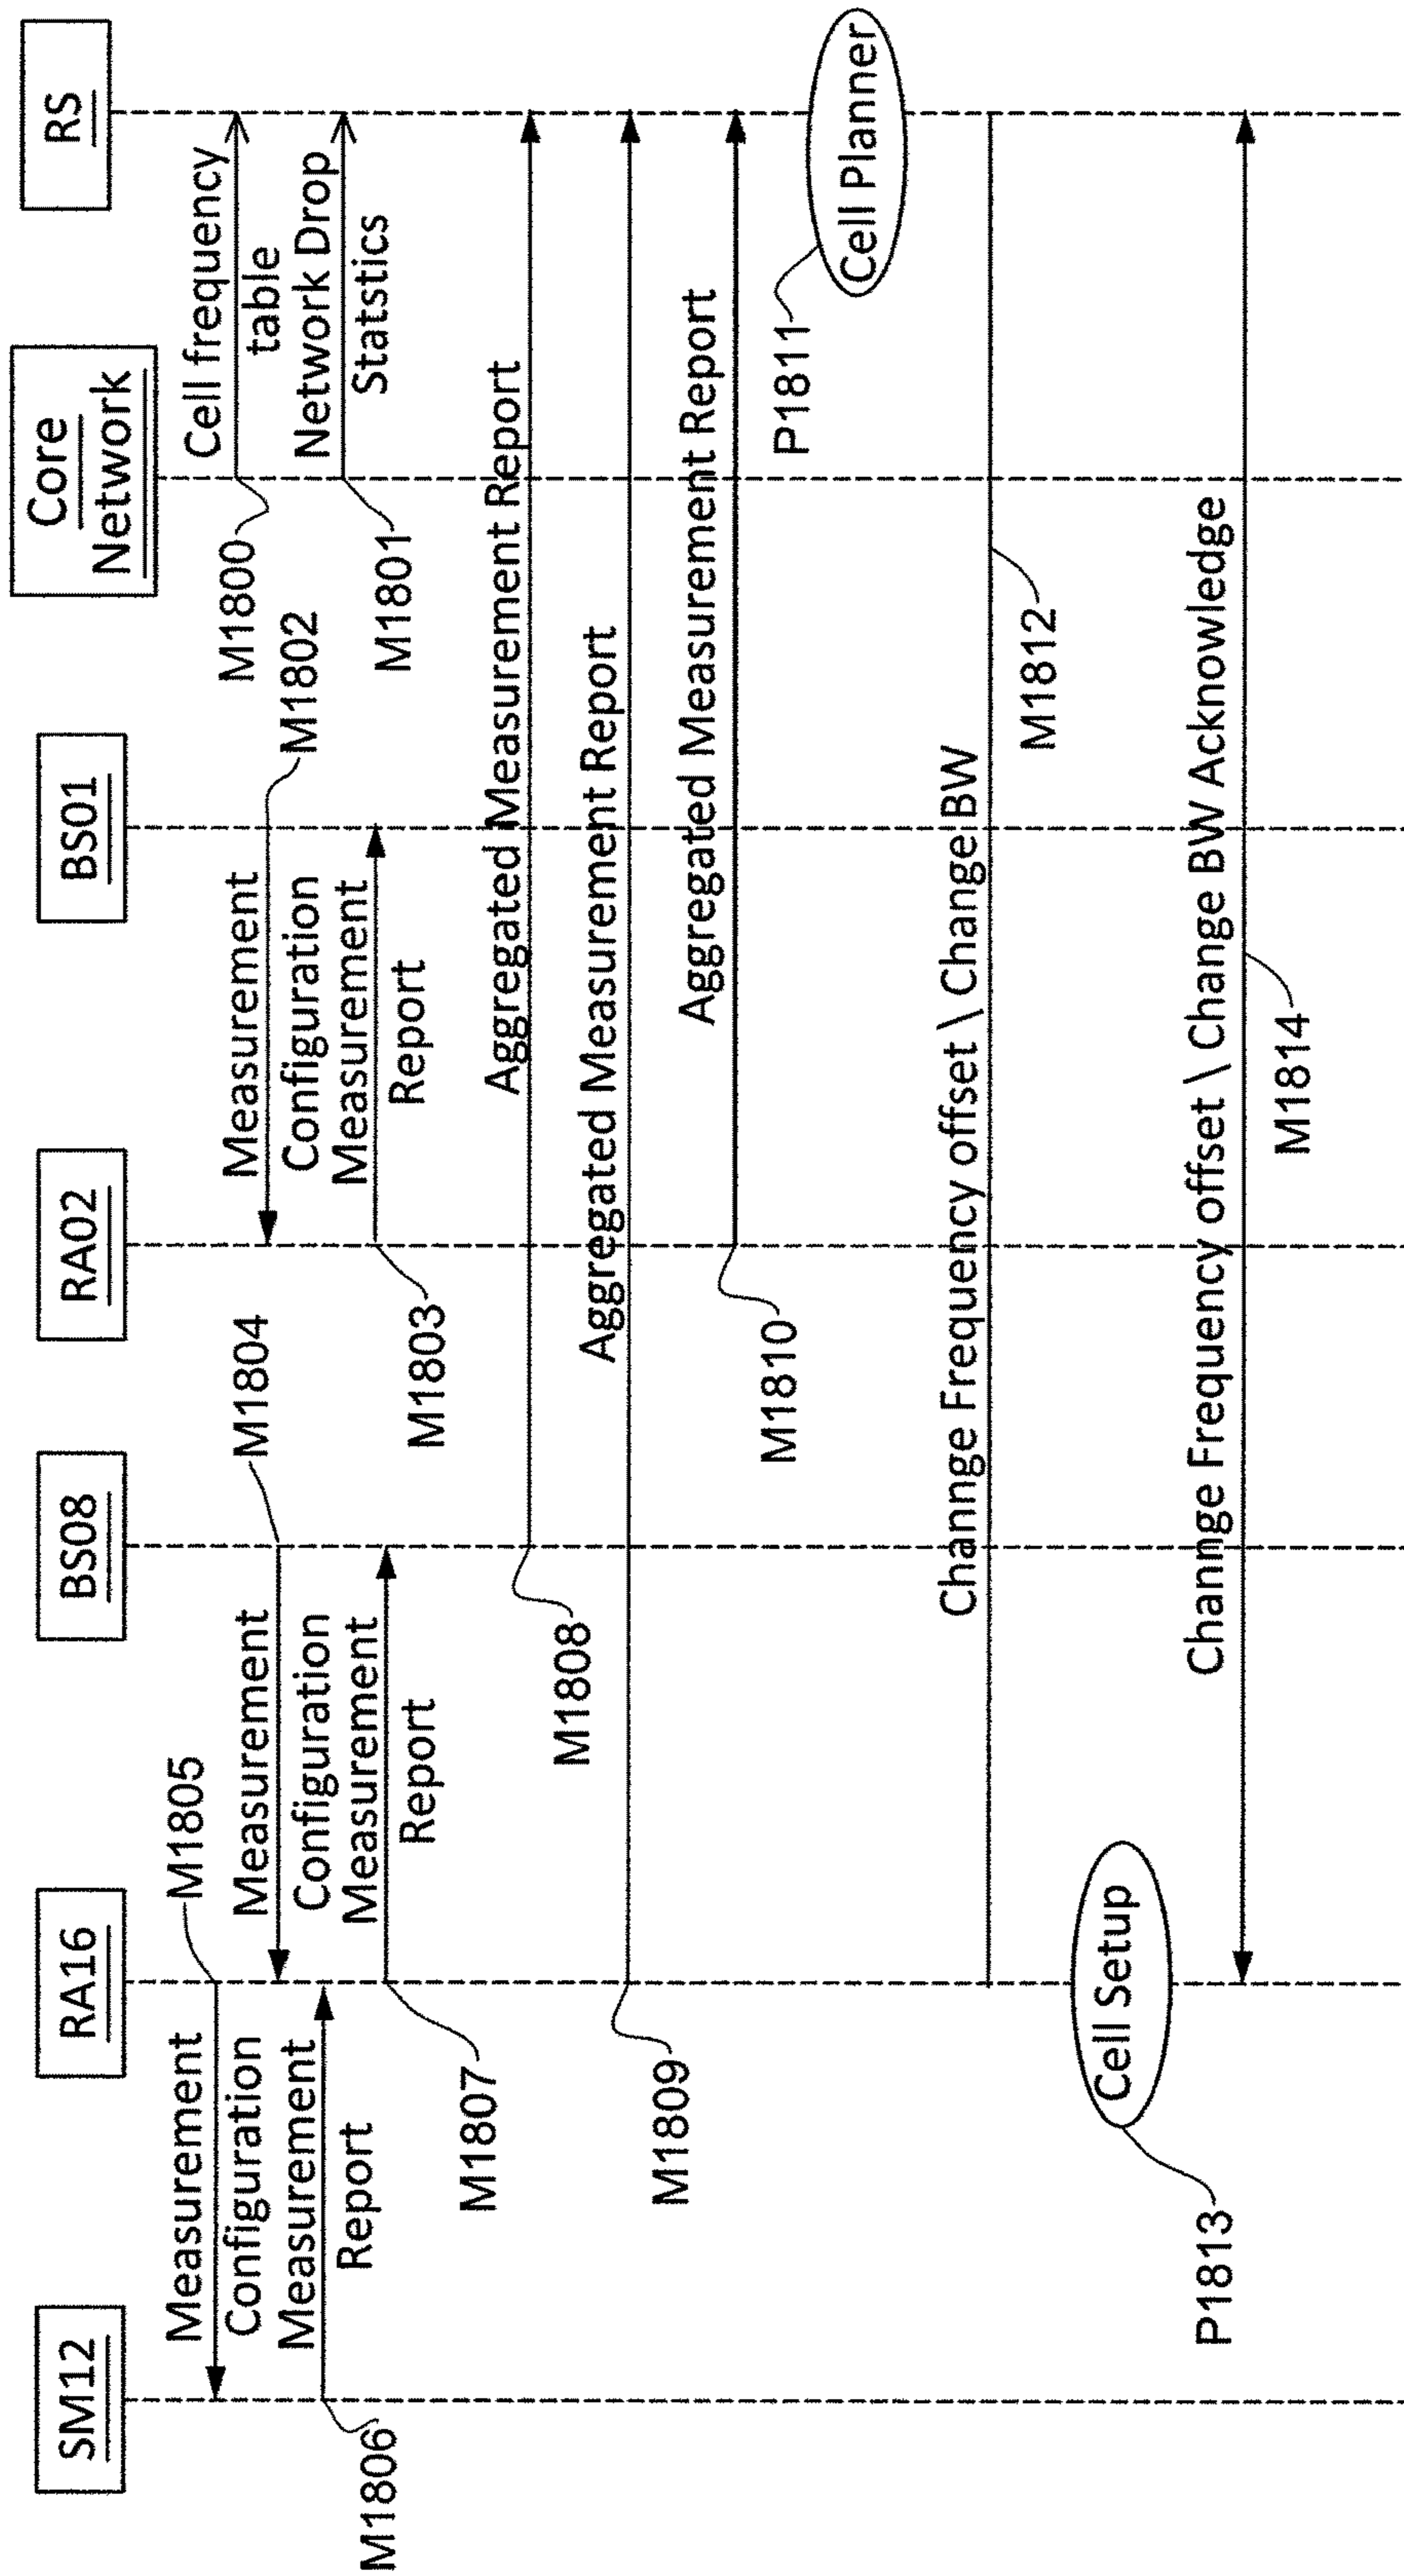 SM12
RA16
BS08
RA02
BS01
Core
Network
RS
M1805
Measurement
Configuration
Measurement
Report
M1806
M1804
Measurement
Configuration
Measurement
Report
M1807
M1802
Measurement
Configuration
Measurement
Report
M1803
M1800
Cell frequency
table
Network Drop
Statstics
M1801
Aggregated Measurement Report
M1808
Aggregated Measurement Report
M1809
Aggregated Measurement Report
M1810
P1811
Cell Planner
Channge Frequency offset \ Change BW
M1812
Cell Setup
P1813
Channge Frequency offset \ Change BW Acknowledge
M1814